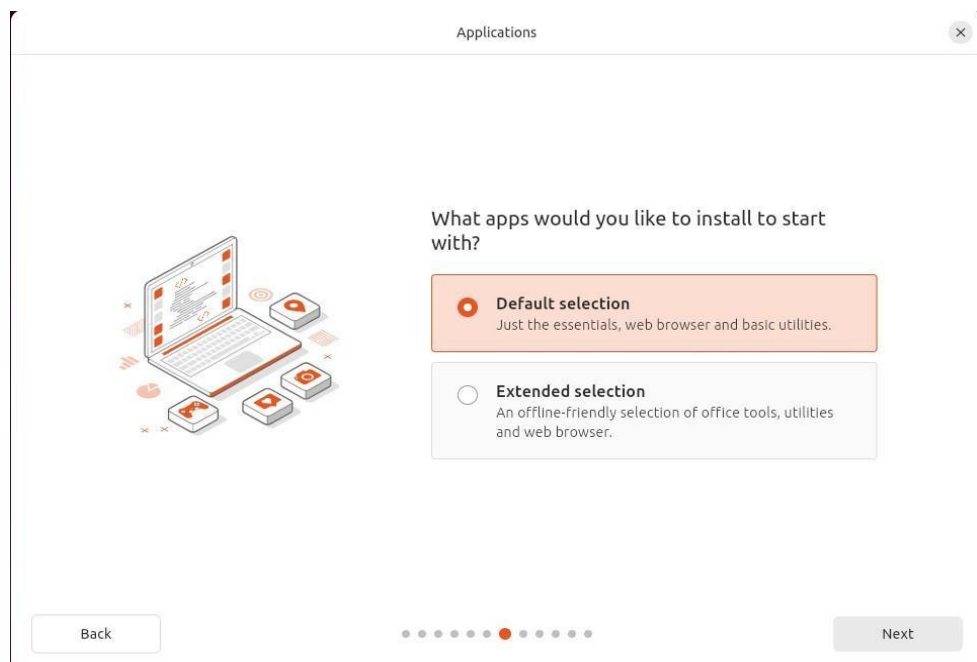 Applications
What apps would you like to install to start
with?
Default selection
Just the essentials, web browser and basic utilities.
Extended selection
An offline-friendly selection of office tools, utilities
and web browser.
Back
Next